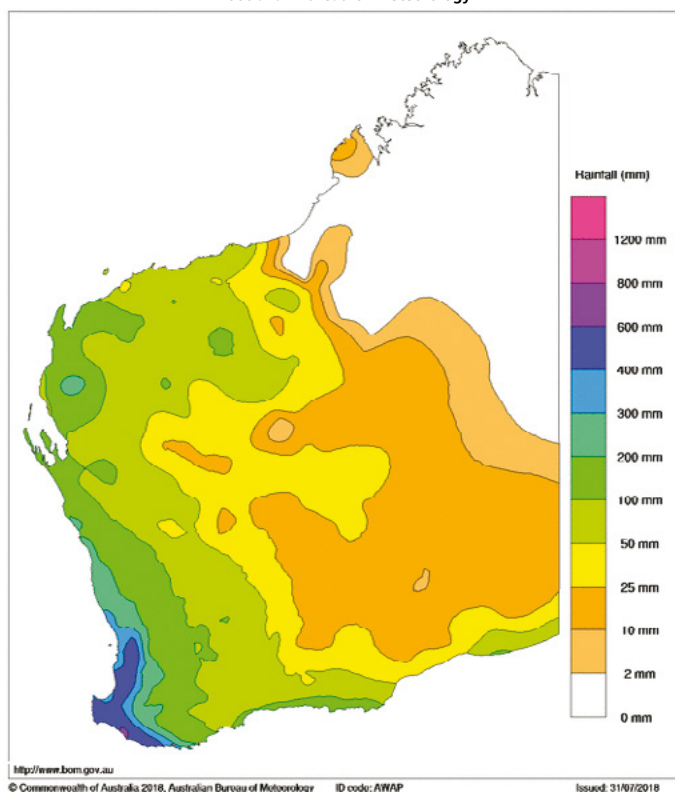 Rainfall (mm)
1200 mm
800 mm
600 mm
400 mm
300 mm
200 mm
100 mm
50 mm
25 mm
10 mm
2 mm
0 mm
http://www.bom.gov.au
© Commonwealth of Australia 2018, Australian Bureau of Meteorology ID code: AWAP Issued: 31/07/2018